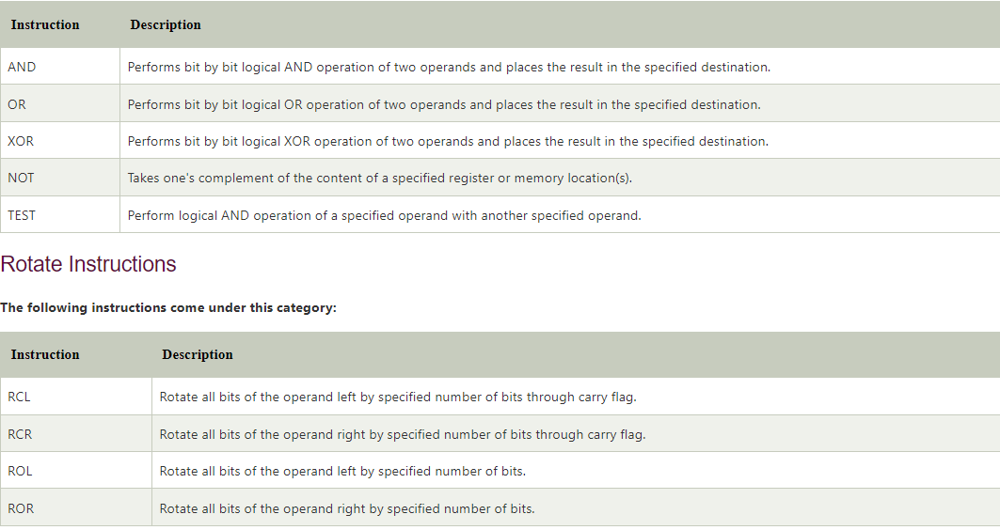 Instruction Description
AND Performs bit by bit logical AND operation of two operands and places the result in the specified destination.
OR Performs bit by bit logical OR operation of two operands and places the result in the specified destination.
XOR Performs bit by bit logical XOR operation of two operands and places the result in the specified destination.
NOT Takes one's complement of the content of a specified register or memory location(s).
TEST Perform logical AND operation of a specified operand with another specified operand.
Rotate Instructions
The following instructions come under this category:
Instruction Description
RCL Rotate all bits of the operand left by specified number of bits through carry flag.
RCR Rotate all bits of the operand right by specified number of bits through carry flag.
ROL Rotate all bits of the operand left by specified number of bits.
ROR Rotate all bits of the operand right by specified number of bits.